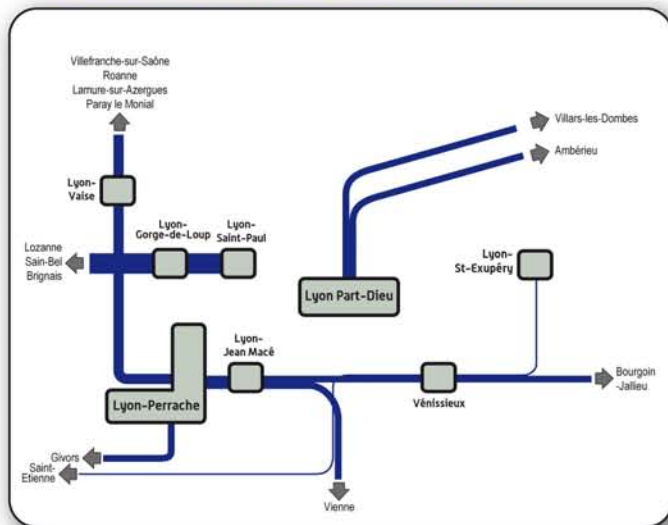 Villefranche-sur-Saône
Roanne
Lamure-sur-Azergues
Paray le Monial
Villars-les-Dombes
Ambérieu
Lyon-
Vaise
Lyon-
Gorge-de-Loup
Lyon-
Saint-Paul
Lozanne
Sain-Bel
Brignais
Lyon-
St-Exupéry
Lyon Part-Dieu
Lyon-
Jean Macé
Bourgoin
-Jallieu
Vénissieux
Lyon-Perrache
Givors
Saint-
Etienne
Vienne